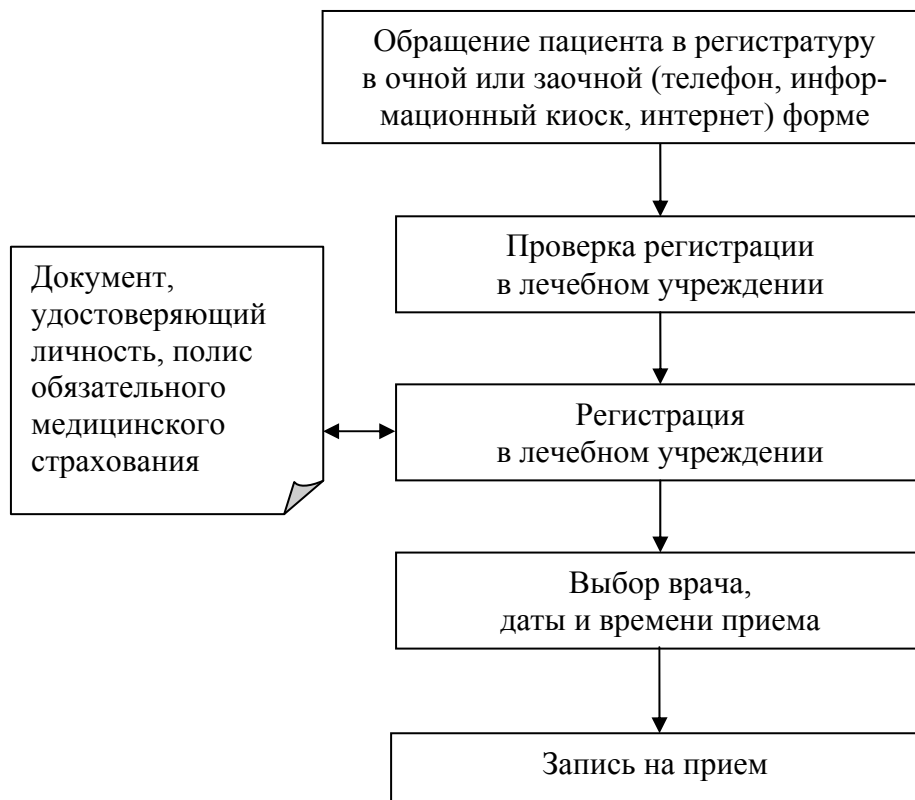 Обращение пациента в регистратуру
в очной или заочной (телефон, инфор-
мационный киоск, интернет) форме
Проверка регистрации
в лечебном учреждении
Документ,
удостоверяющий
личность, полис
обязательного
медицинского
страхования
Регистрация
в лечебном учреждении
Выбор врача,
даты и времени приема
Запись на прием